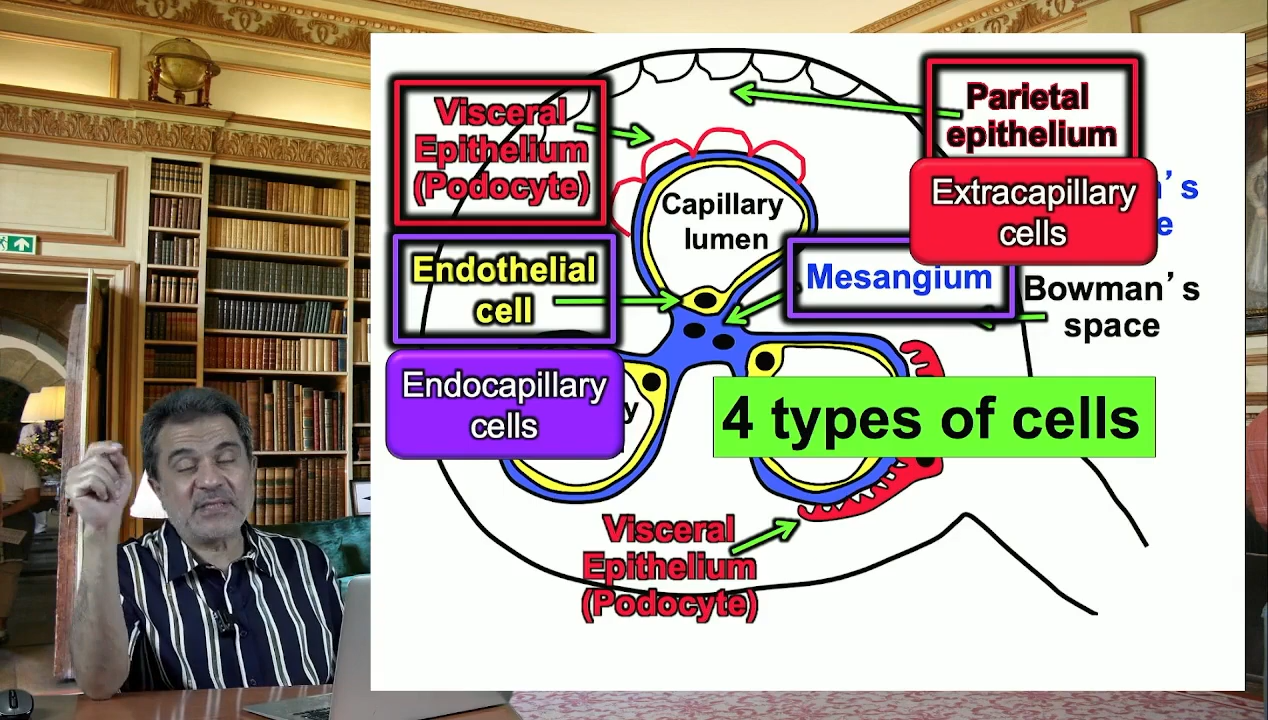 Visceral
Epithelium
(Podocyte)
Parietal
epithelium
Extracapillary
cells
Capillary
lumen
Endothelial
cell
Mesangium
Bowman's
space
Endocapillary
cells
4 types of cells
Visceral
Epithelium
(Podocyte)